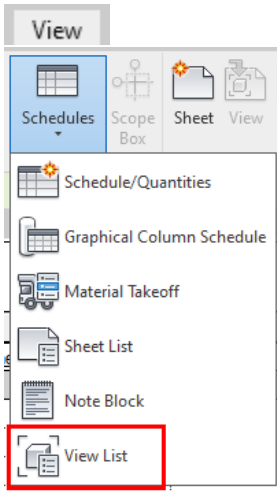 View
Schedules
Scope
Box
Sheet
View
Schedule/Quantities
Graphical Column Schedule
Material Takeoff
Sheet List
Note Block
View List